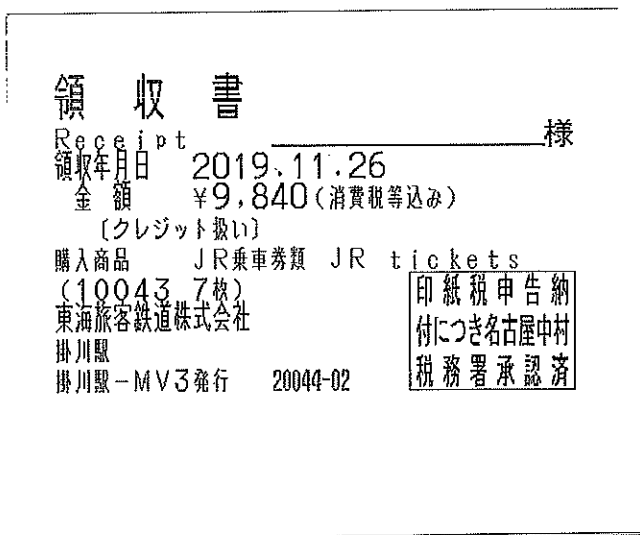 領収書
Receipt 様
領収年月日 2019.11.26
金額 ¥9,840(消費税等込み)
〔クレジット扱い〕
購入商品 JR乗車券類 JR tickets
(10043 7枚)
東海旅客鉄道株式会社
掛川駅
掛川駅-MV3発行 20044-02
印紙税申告納
付につき名古屋中村
税務署承認済